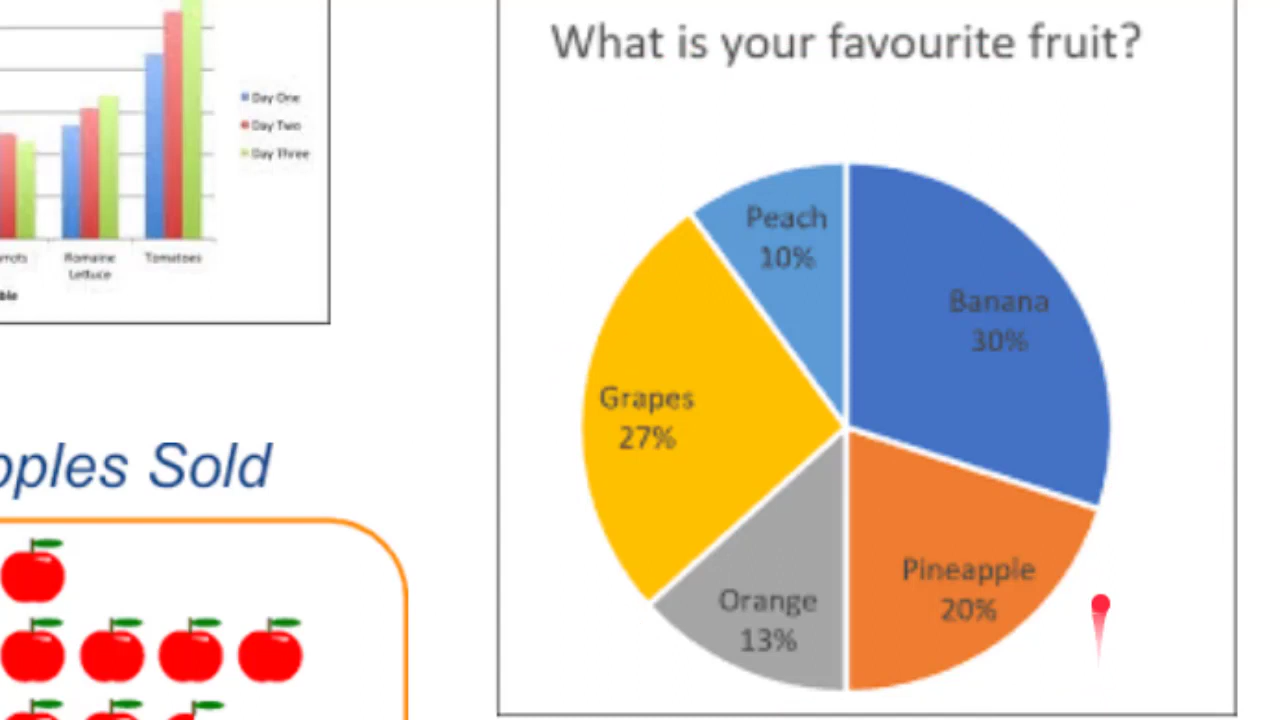 What is your favourite fruit?
Day One
Day Two
Day Three
Romaine
Lettuce
Tomatoes
Peach
10%
Banana
30%
Grapes
27%
Pineapple
20%
Orange
13%
Sold